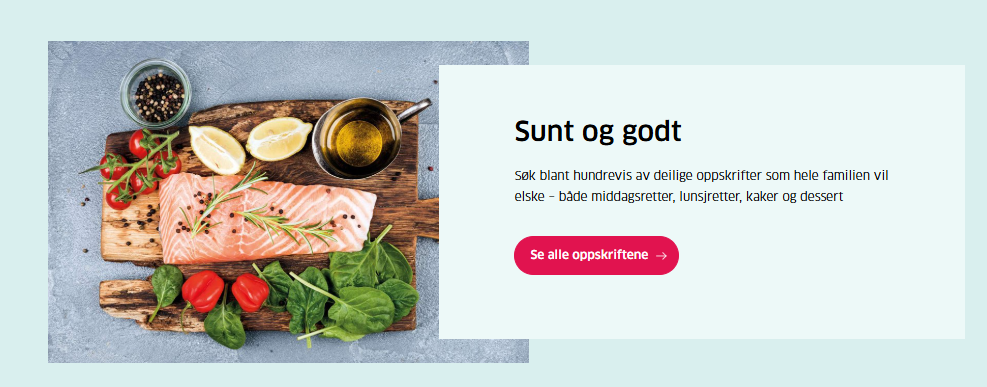 Sunt og godt
Søk blant hundrevis av deilige oppskrifter som hele familien vil
elske – både middagsretter, lunsjretter, kaker og dessert
Se alle oppskriftene →